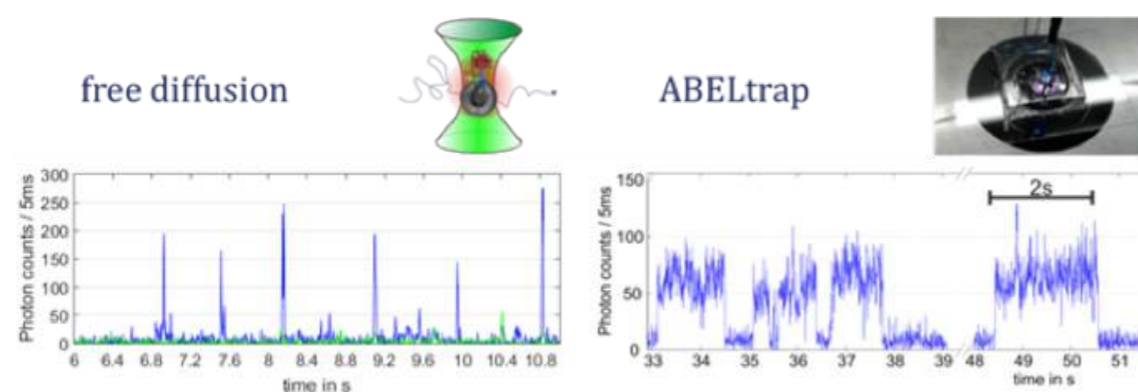 free diffusion
ABELtrap
Photon counts / 5ms
300
250
200
150
100
50
0
6 6.4 6.8 7.2 7.6 8 8.4 8.8 9.2 9.6 10 10.4 10.8
time in s
Photon counts / 5ms
150
100
50
0
2s
33 34 35 36 37 38 39 48 49 50 51
time in s